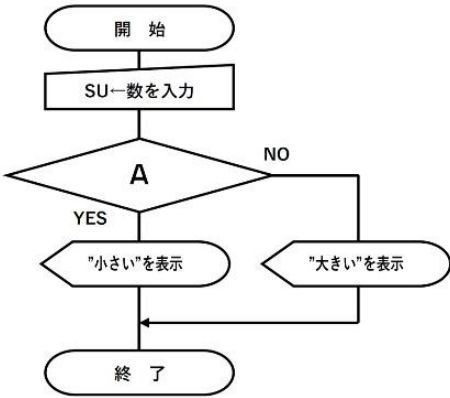 開 始
SU←数を入力
A
NO
YES
”小さい”を表示
”大きい”を表示
終 了